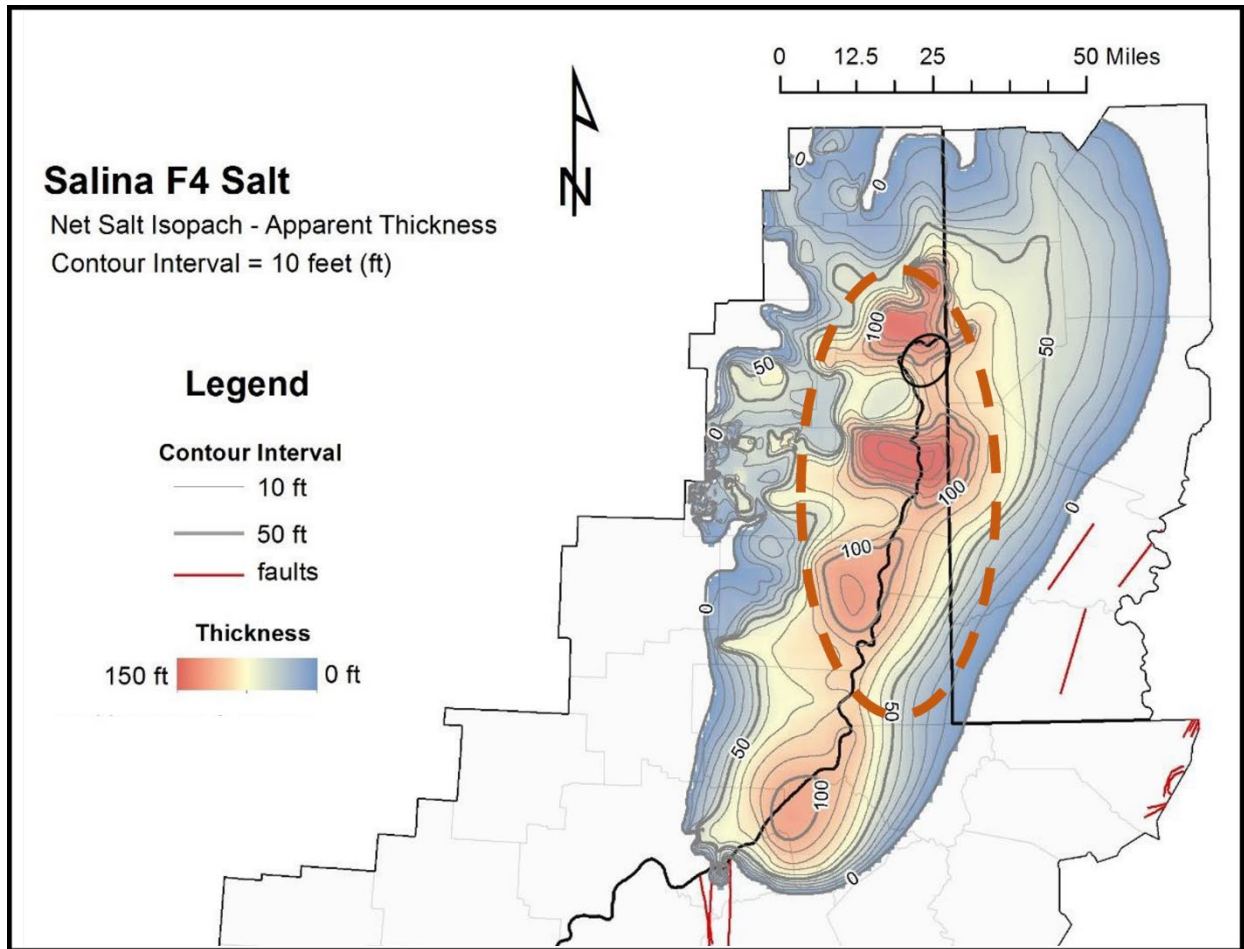 0 12.5 25 50 Miles
N
Salina F4 Salt
Net Salt Isopach - Apparent Thickness
Contour Interval = 10 feet (ft)
Legend
Contour Interval
10 ft
50 ft
faults
Thickness
150 ft 0 ft
0
0
100
50
50
0
100
0
100
0
50
50
100
0